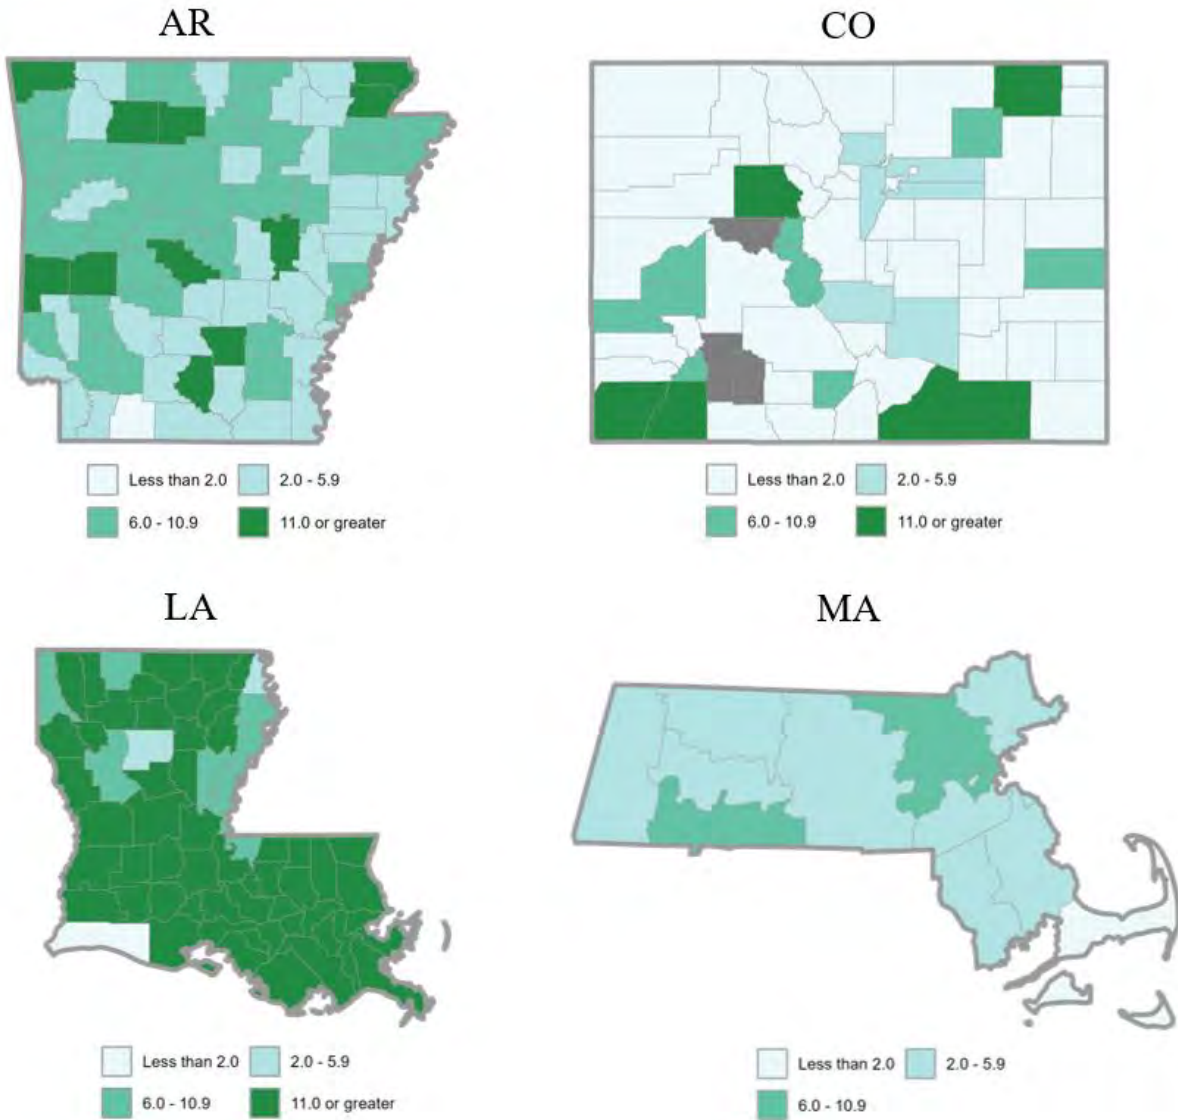 AR
CO
Less than 2.0
2.0 - 5.9
6.0 - 10.9
11.0 or greater
Less than 2.0
2.0 - 5.9
6.0 - 10.9
11.0 or greater
LA
MA
Less than 2.0
2.0 - 5.9
6.0 - 10.9
11.0 or greater
Less than 2.0
2.0 - 5.9
6.0 - 10.9